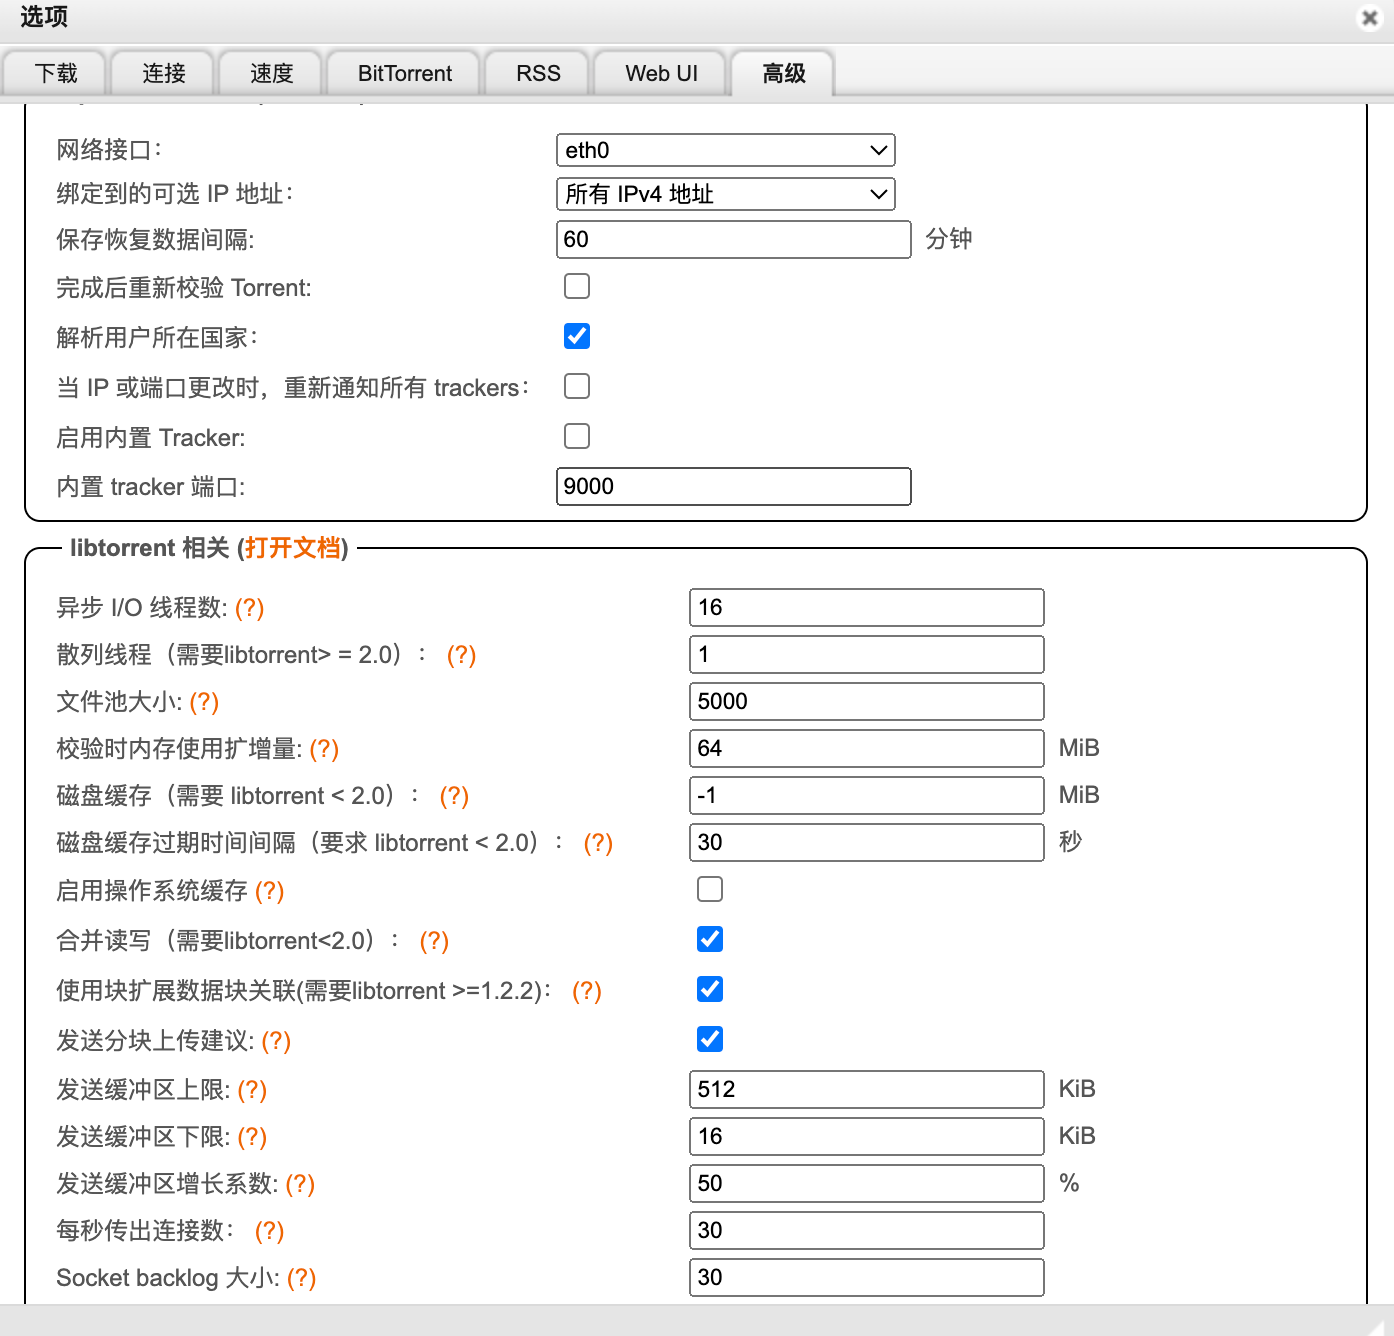 选项
下载 连接 速度 BitTorrent RSS Web UI 高级
网络接口： eth0
绑定到的可选 IP 地址： 所有 IPv4 地址
保存恢复数据间隔: 60 分钟
完成后重新校验 Torrent:
解析用户所在国家：
当 IP 或端口更改时，重新通知所有 trackers：
启用内置 Tracker:
内置 tracker 端口: 9000
libtorrent 相关 (打开文档)
异步 I/O 线程数: (?) 16
散列线程（需要libtorrent> = 2.0）： (?) 1
文件池大小: (?) 5000
校验时内存使用扩增量: (?) 64 MiB
磁盘缓存（需要 libtorrent < 2.0）： (?) -1 MiB
磁盘缓存过期时间间隔（要求 libtorrent < 2.0）： (?) 30 秒
启用操作系统缓存 (?)
合并读写（需要libtorrent<2.0）： (?)
使用块扩展数据块关联(需要libtorrent >=1.2.2)： (?)
发送分块上传建议: (?)
发送缓冲区上限: (?) 512 KiB
发送缓冲区下限: (?) 16 KiB
发送缓冲区增长系数: (?) 50 %
每秒传出连接数： (?) 30
Socket backlog 大小: (?) 30